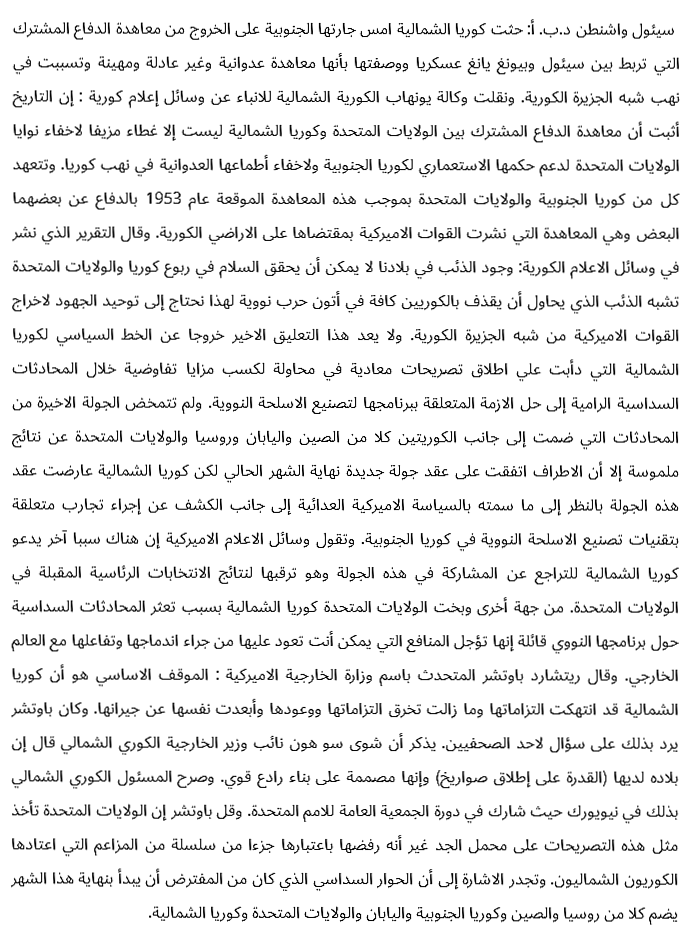 سيئول واشنطن د.ب. أ: حثت كوريا الشمالية امس جارتها الجنوبية على الخروج من معاهدة الدفاع المشترك
التي تربط بين سيئول وبيونغ يانغ عسكريا ووصفتها بأنها معاهدة عدوانية وغير عادلة ومهينة وتسببت في
نهب شبه الجزيرة الكورية. ونقلت وكالة يونهاب الكورية الشمالية للانباء عن وسائل إعلام كورية : إن التاريخ
أثبت أن معاهدة الدفاع المشترك بين الولايات المتحدة وكوريا الشمالية ليست إلا غطاء مزيفا لاخفاء نوايا
الولايات المتحدة لدعم حكمها الاستعماري لكوريا الجنوبية ولاخفاء أطماعها العدوانية في نهب كوريا. وتتعهد
كل من كوريا الجنوبية والولايات المتحدة بموجب هذه المعاهدة الموقعة عام 1953 بالدفاع عن بعضهما
البعض وهي المعاهدة التي نشرت القوات الاميركية بمقتضاها على الاراضي الكورية. وقال التقرير الذي نشر
في وسائل الاعلام الكورية: وجود الذئب في بلادنا لا يمكن أن يحقق السلام في ربوع كوريا والولايات المتحدة
تشبه الذئب الذي يحاول أن يقذف بالكوريين كافة في أتون حرب نووية لهذا نحتاج إلى توحيد الجهود لاخراج
القوات الاميركية من شبه الجزيرة الكورية. ولا يعد هذا التعليق الاخير خروجا عن الخط السياسي لكوريا
الشمالية التي دأبت علي اطلاق تصريحات معادية في محاولة لكسب مزايا تفاوضية خلال المحادثات
السداسية الرامية إلى حل الازمة المتعلقة ببرنامجها لتصنيع الاسلحة النووية. ولم تتمخض الجولة الاخيرة من
المحادثات التي ضمت إلى جانب الكوريتين كلا من الصين واليابان وروسيا والولايات المتحدة عن نتائج
ملموسة إلا أن الاطراف اتفقت على عقد جولة جديدة نهاية الشهر الحالي لكن كوريا الشمالية عارضت عقد
هذه الجولة بالنظر إلى ما سمته بالسياسة الاميركية العدائية إلى جانب الكشف عن إجراء تجارب متعلقة
بتقنيات تصنيع الاسلحة النووية في كوريا الجنوبية. وتقول وسائل الاعلام الاميركية إن هناك سببا آخر يدعو
كوريا الشمالية للتراجع عن المشاركة في هذه الجولة وهو ترقبها لنتائج الانتخابات الرئاسية المقبلة في
الولايات المتحدة. من جهة أخرى وبخت الولايات المتحدة كوريا الشمالية بسبب تعثر المحادثات السداسية
حول برنامجها النووي قائلة إنها تؤجل المنافع التي يمكن أنت تعود عليها من جراء اندماجها وتفاعلها مع العالم
الخارجي. وقال ريتشارد باوتشر المتحدث باسم وزارة الخارجية الاميركية : الموقف الاساسي هو أن كوريا
الشمالية قد انتهكت التزاماتها وما زالت تخرق التزاماتها ووعودها وأبعدت نفسها عن جيرانها. وكان باوتشر
يرد بذلك على سؤال لاحد الصحفيين. يذكر أن شوى سو هون نائب وزير الخارجية الكوري الشمالي قال إن
بلاده لديها (القدرة على إطلاق صواريخ) وإنها مصممة على بناء رادع قوي. وصرح المسئول الكوري الشمالي
بذلك في نيويورك حيث شارك في دورة الجمعية العامة للامم المتحدة. وقل باوتشر إن الولايات المتحدة تأخذ
مثل هذه التصريحات على محمل الجد غير أنه رفضها باعتبارها جزءا من سلسلة من المزاعم التي اعتادها
الكوريون الشماليون. وتجدر الاشارة إلى أن الحوار السداسي الذي كان من المفترض أن يبدأ بنهاية هذا الشهر
يضم كلا من روسيا والصين وكوريا الجنوبية واليابان والولايات المتحدة وكوريا الشمالية.